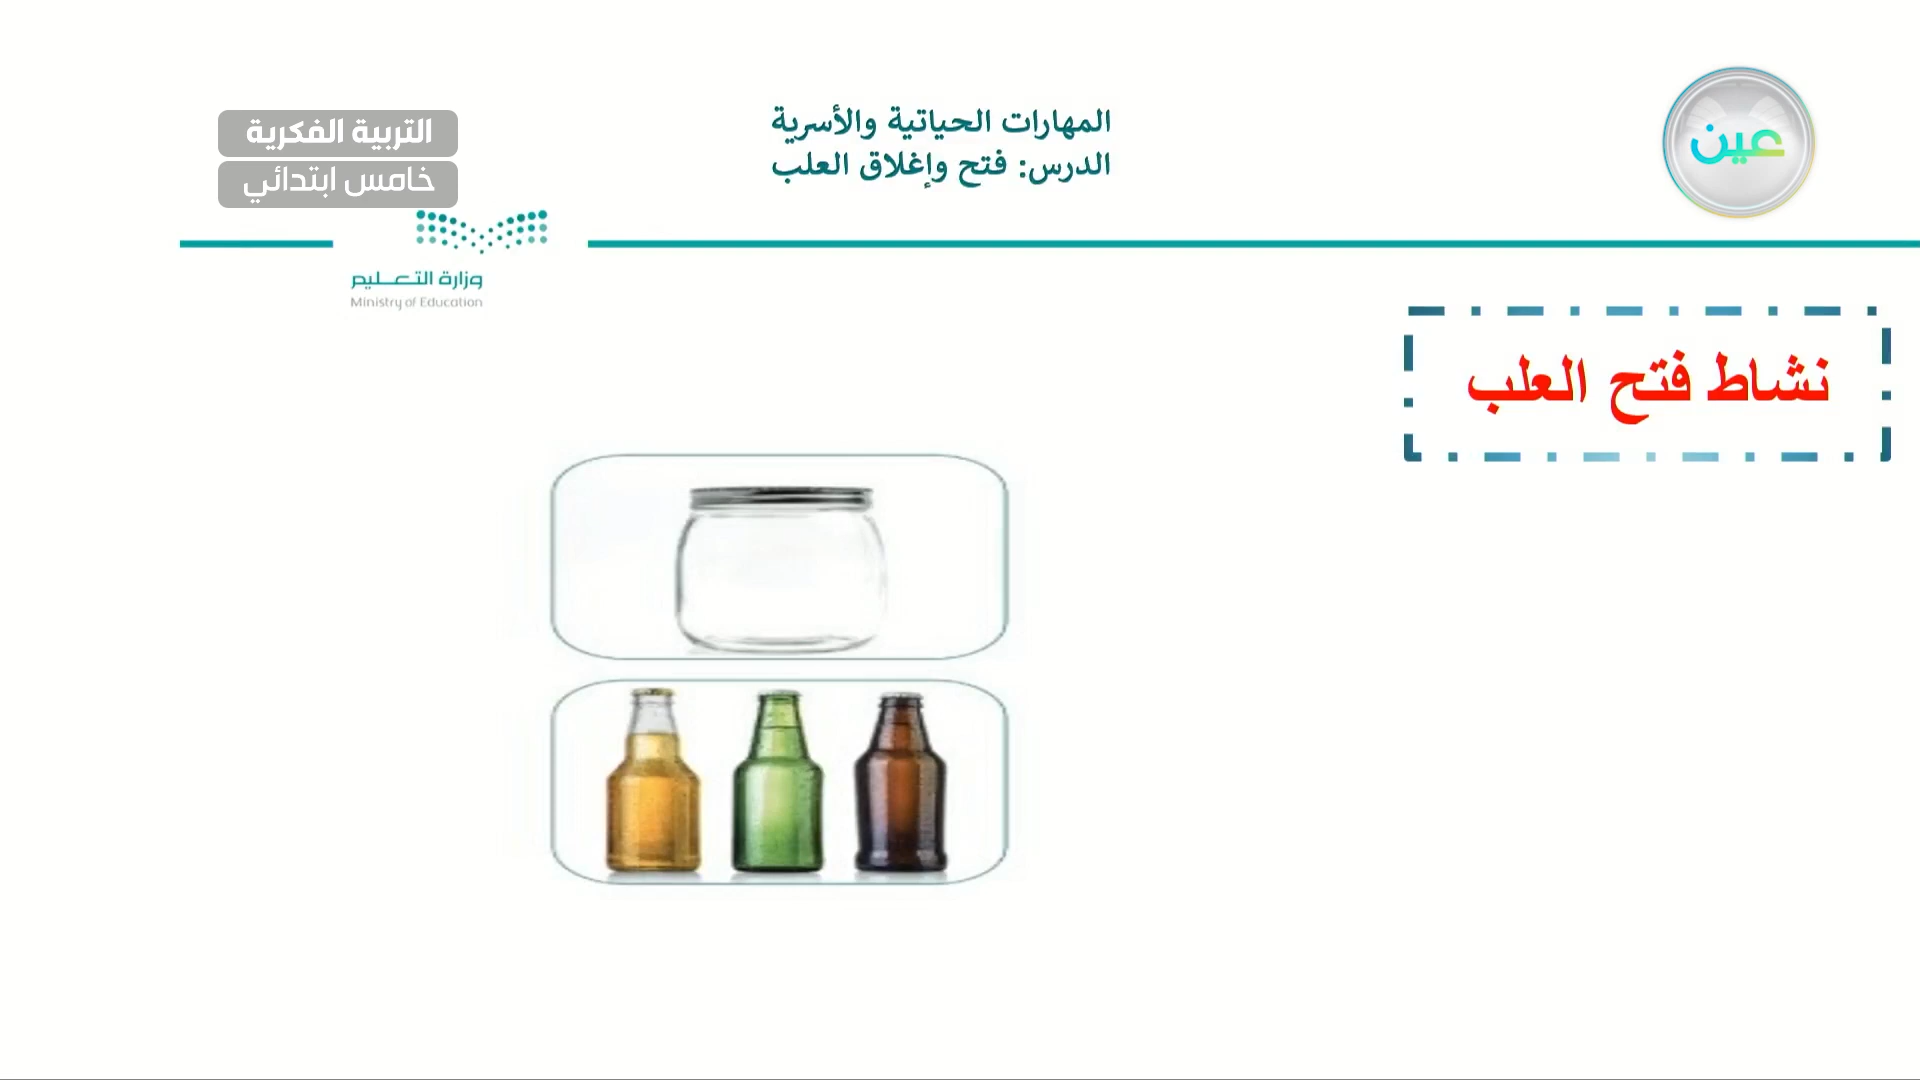 عين
المهارات الحياتية والأسرية
الدرس: فتح وإغلاق العلب
التربية الفكرية
خامس ابتدائي
وزارة التعليم
Ministry of Education
نشاط فتح العلب